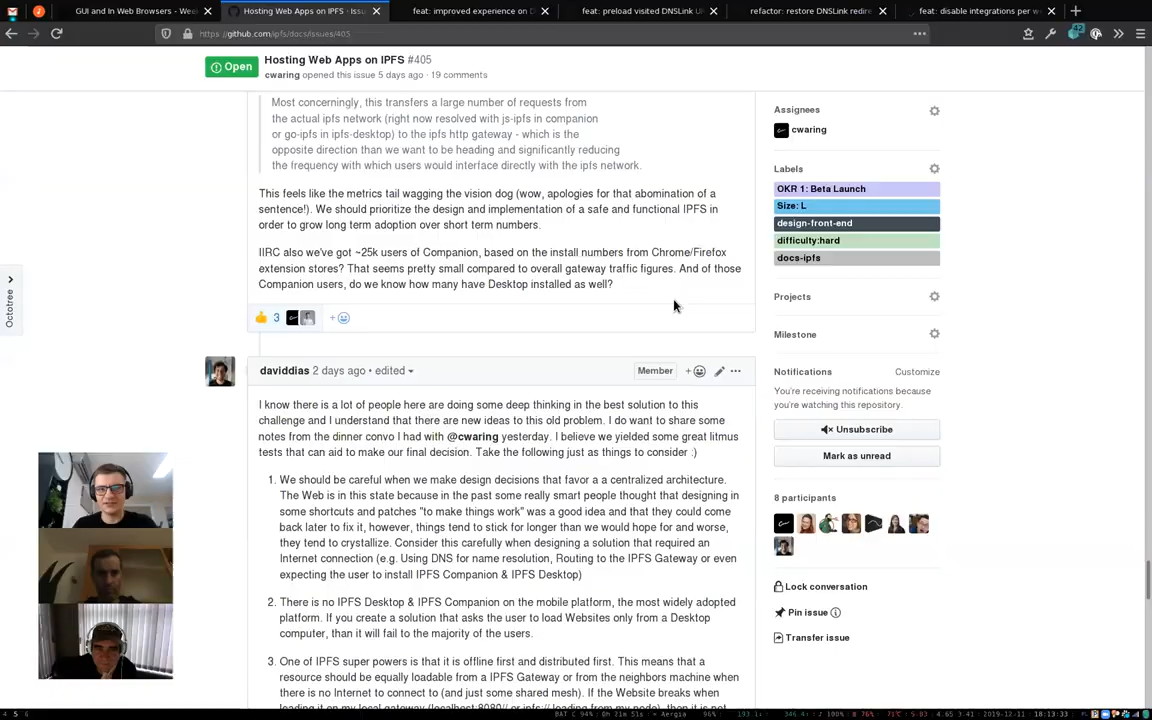 GUI and In Web Browsers - Wee
Hosting Web Apps on IPFS · Issu
feat: improved experience on D
feat: preload visited DNSLink U
refactor: restore DNSLink redire
feat: disable integrations per w
https://github.com/ipfs/docs/issues/405
42
Open
Hosting Web Apps on IPFS #405
cwaring opened this issue 5 days ago · 19 comments
Most concerningly, this transfers a large number of requests from
the actual ipfs network (right now resolved with js-ipfs in companion
or go-ipfs in ipfs-desktop) to the ipfs http gateway - which is the
opposite direction than we want to be heading and significantly reducing
the frequency with which users would interface directly with the ipfs network.
This feels like the metrics tail wagging the vision dog (wow, apologies for that abomination of a
sentence!). We should prioritize the design and implementation of a safe and functional IPFS in
order to grow long term adoption over short term numbers.
IIRC also we've got ~25k users of Companion, based on the install numbers from Chrome/Firefox
extension stores? That seems pretty small compared to overall gateway traffic figures. And of those
Companion users, do we know how many have Desktop installed as well?
3
daviddias 2 days ago • edited
Member
I know there is a lot of people here are doing some deep thinking in the best solution to this
challenge and I understand that there are new ideas to this old problem. I do want to share some
notes from the dinner convo I had with @cwaring yesterday. I believe we yielded some great litmus
tests that can aid to make our final decision. Take the following just as things to consider :)
1. We should be careful when we make design decisions that favor a a centralized architecture.
The Web is in this state because in the past some really smart people thought that designing in
some shortcuts and patches "to make things work" was a good idea and that they could come
back later to fix it, however, things tend to stick for longer than we would hope for and worse,
they tend to crystallize. Consider this carefully when designing a solution that required an
Internet connection (e.g. Using DNS for name resolution, Routing to the IPFS Gateway or even
expecting the user to install IPFS Companion & IPFS Desktop)
2. There is no IPFS Desktop & IPFS Companion on the mobile platform, the most widely adopted
platform. If you create a solution that asks the user to load Websites only from a Desktop
computer, than it will fail to the majority of the users.
3. One of IPFS super powers is that it is offline first and distributed first. This means that a
resource should be equally loadable from a IPFS Gateway or from the neighbors machine when
there is no Internet to connect to (and just some shared mesh). If the Website breaks when
Octotree
Assignees
cwaring
Labels
OKR 1: Beta Launch
Size: L
design-front-end
difficulty:hard
docs-ipfs
Projects
Milestone
Notifications
Customize
You're receiving notifications because
you're watching this repository.
Unsubscribe
Mark as unread
8 participants
Lock conversation
Pin issue
Transfer issue
4 5 6
BAT C 94% 0h 21m 51s
Aergia
2019-12-11
18:13:33